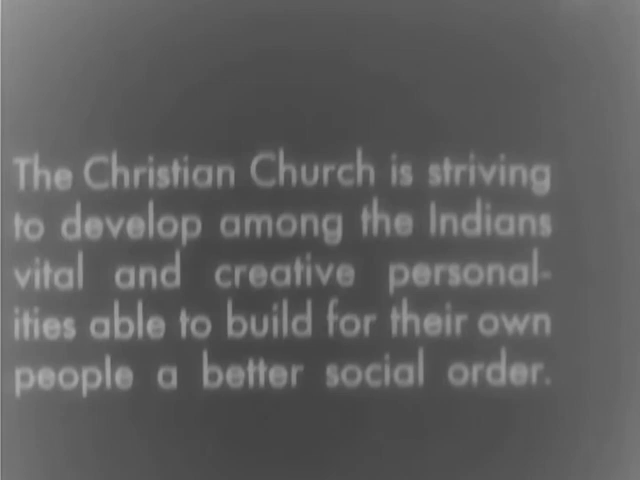 The Christian Church is striving
to develop among the Indians
vital and creative personal-
ities able to build for their own
people a better social order.